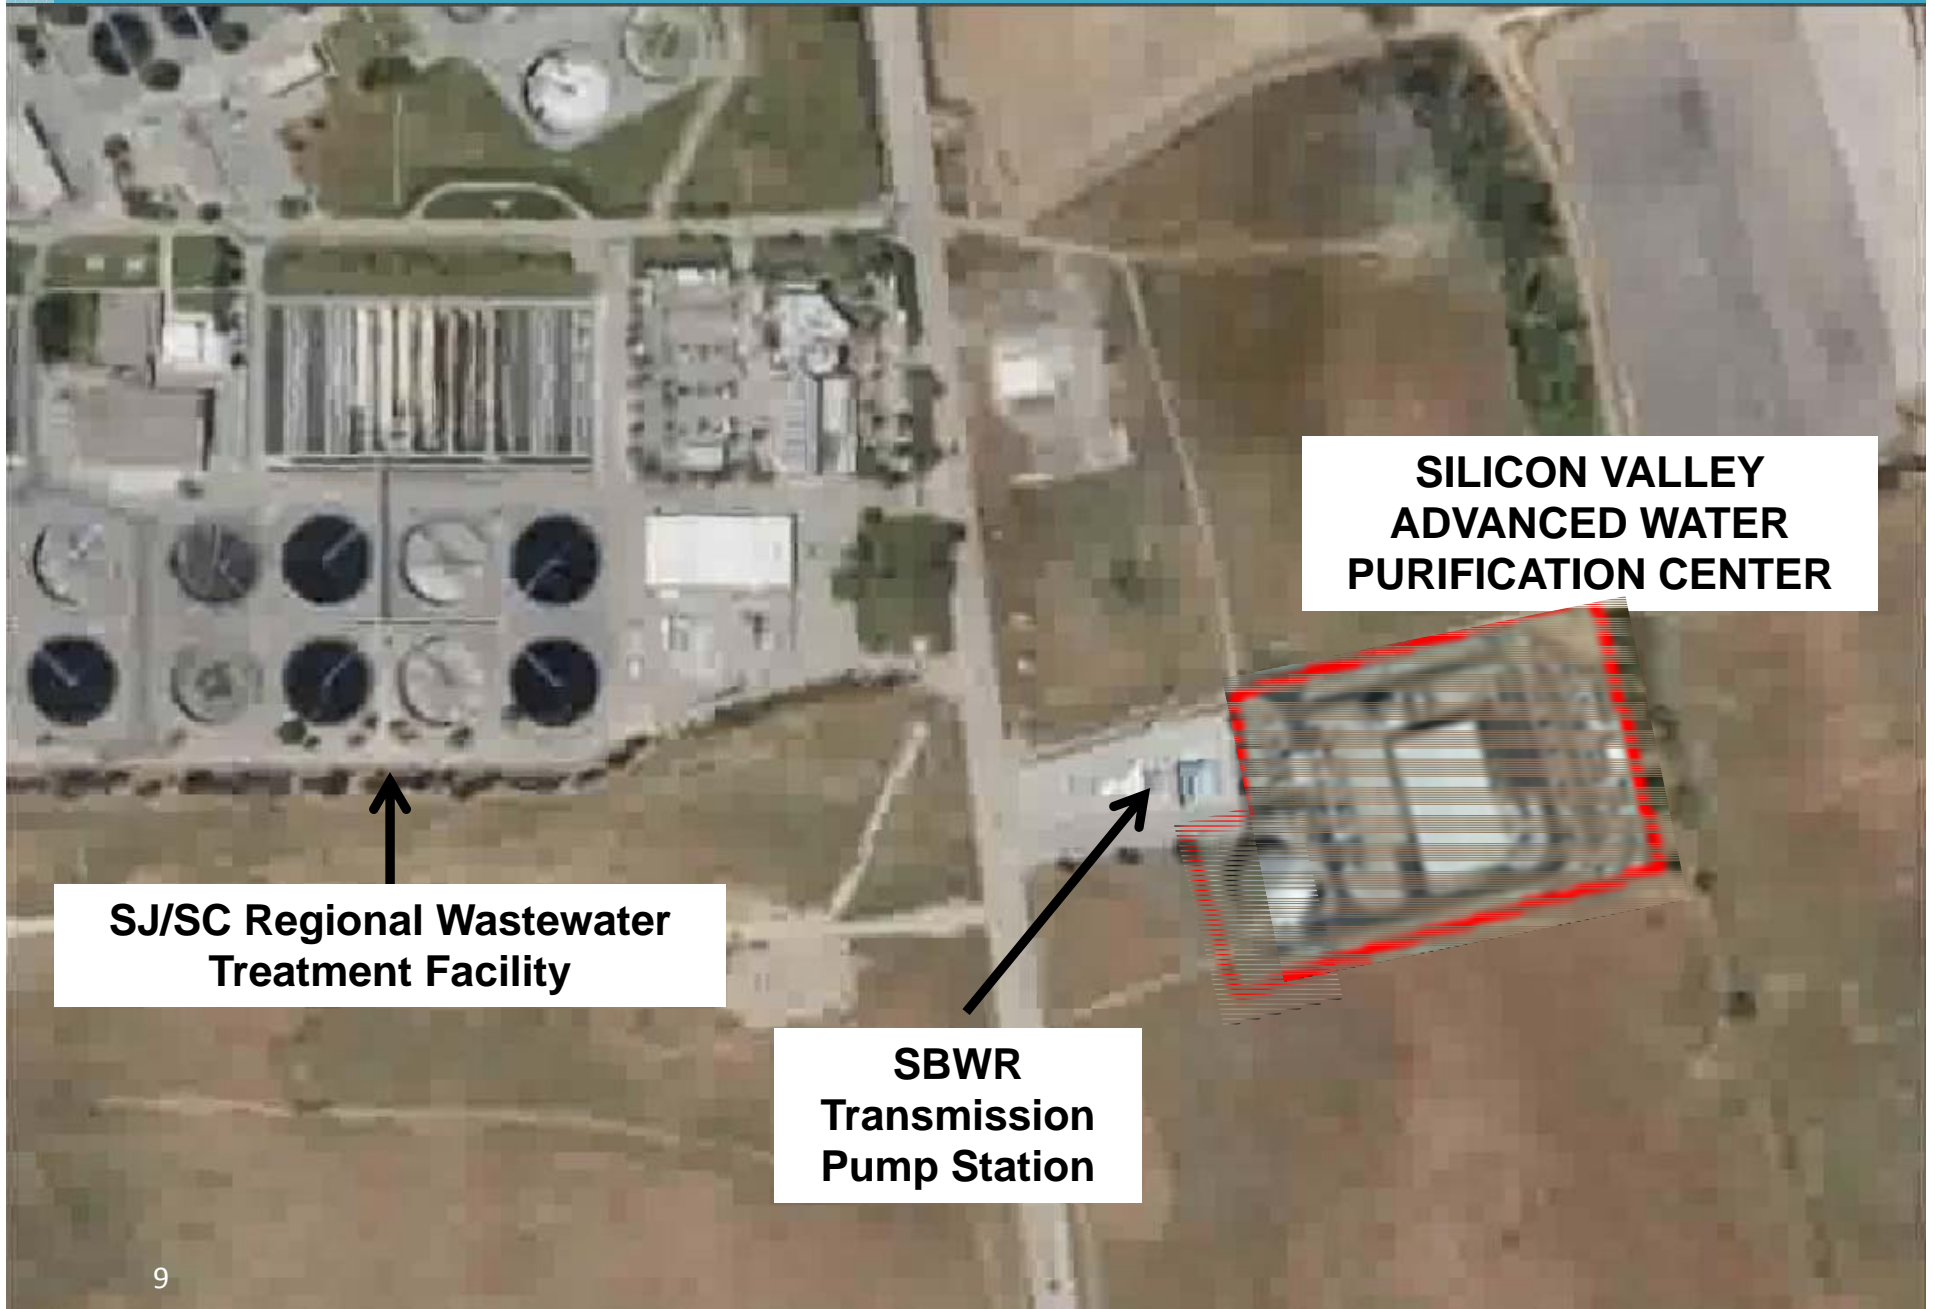 SILICON VALLEY
ADVANCED WATER
PURIFICATION CENTER
SJ/SC Regional Wastewater
Treatment Facility
SBWR
Transmission
Pump Station
9